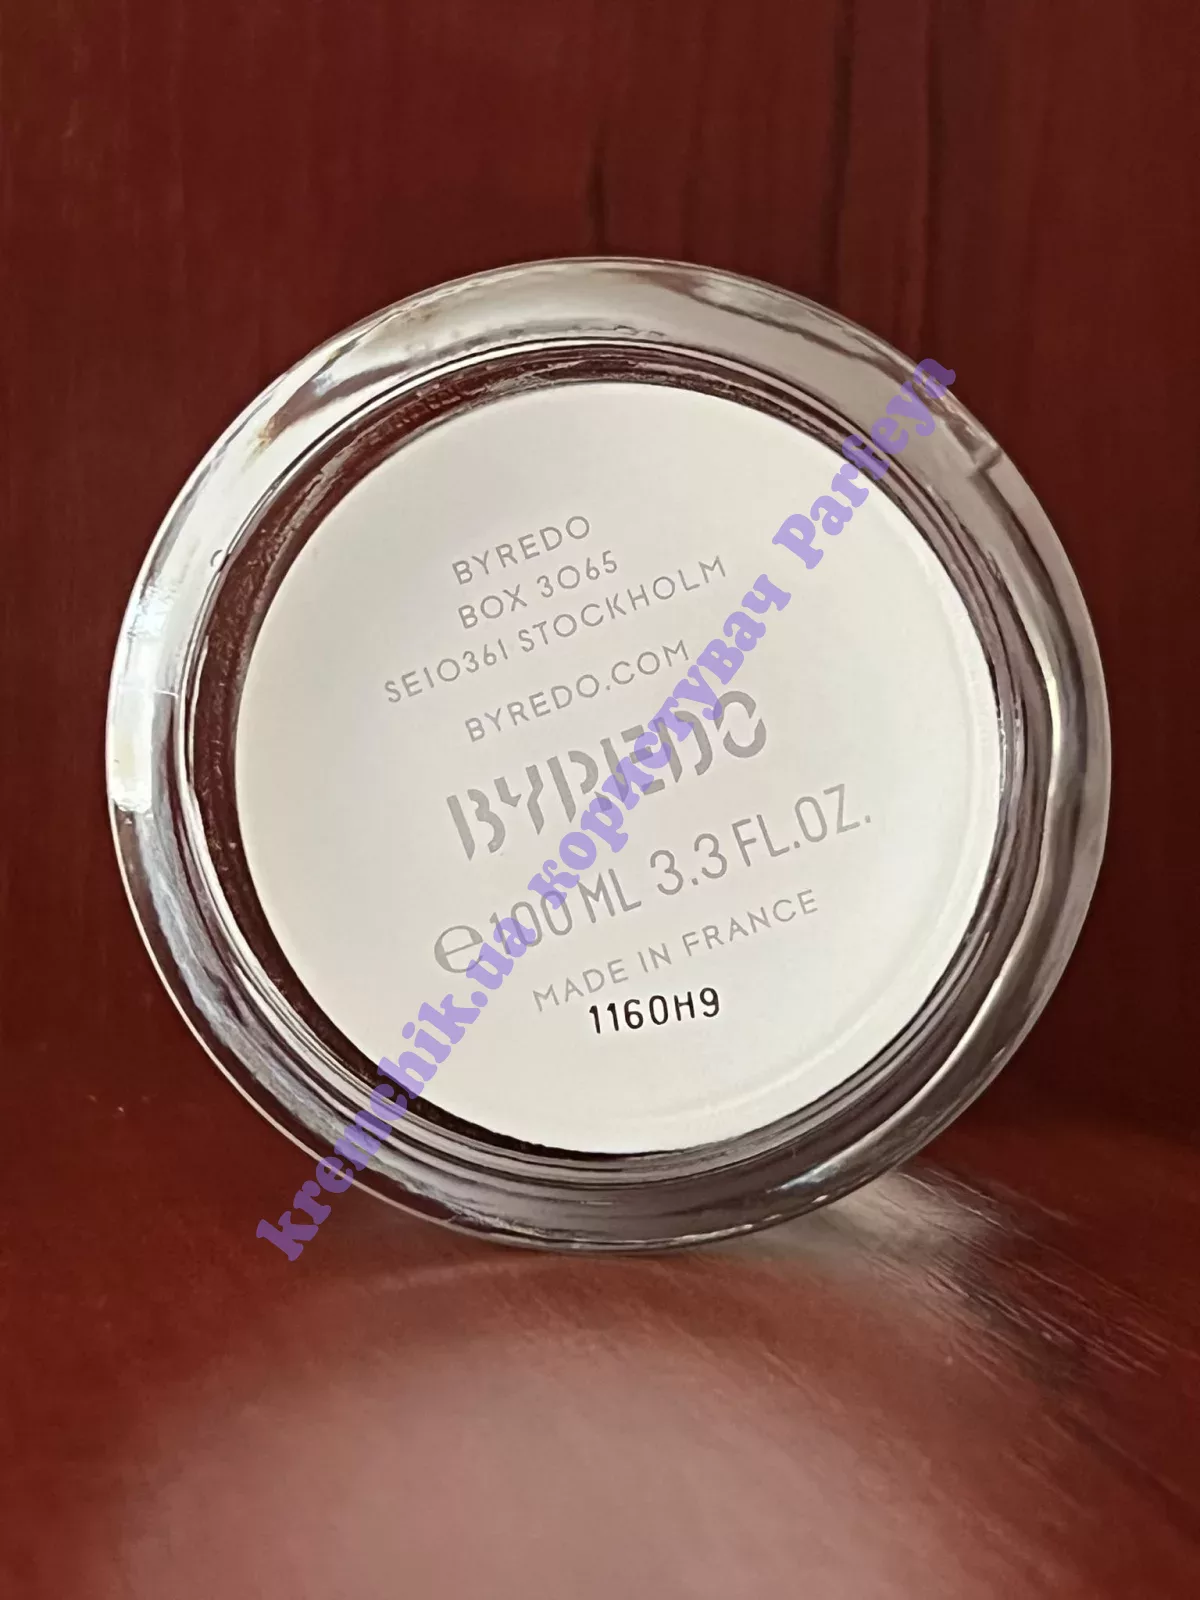 BYREDO
BOX 3065
SE10361 STOCKHOLM
BYREDO.COM
BYREDO
℮ 100 ML 3.3 FL.OZ.
MADE IN FRANCE
1160H9
kremchik.ua користувач Parfeya